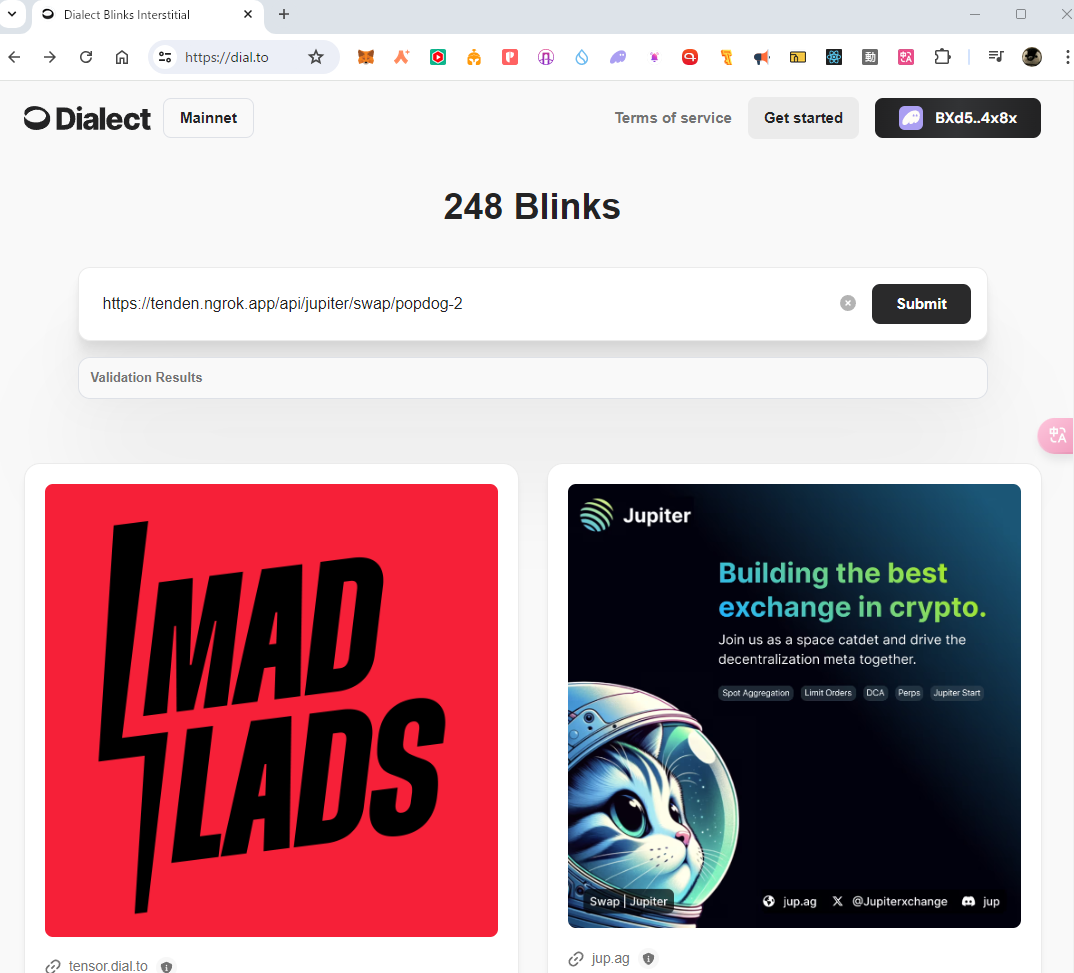 Dialect Blinks Interstitial
https://dial.to
Dialect
Mainnet
Terms of service
Get started
BXd5..4x8x
248 Blinks
https://tenden.ngrok.app/api/jupiter/swap/popdog-2
Submit
Validation Results
MAD
LADS
Jupiter
Building the best
exchange in crypto.
Join us as a space catdet and drive the
decentralization meta together.
Spot Aggregation
Limit Orders
DCA
Perps
Jupiter Start
Swap | Jupiter
jup.ag
@Jupiterxchange
jup
tensor.dial.to
jup.ag